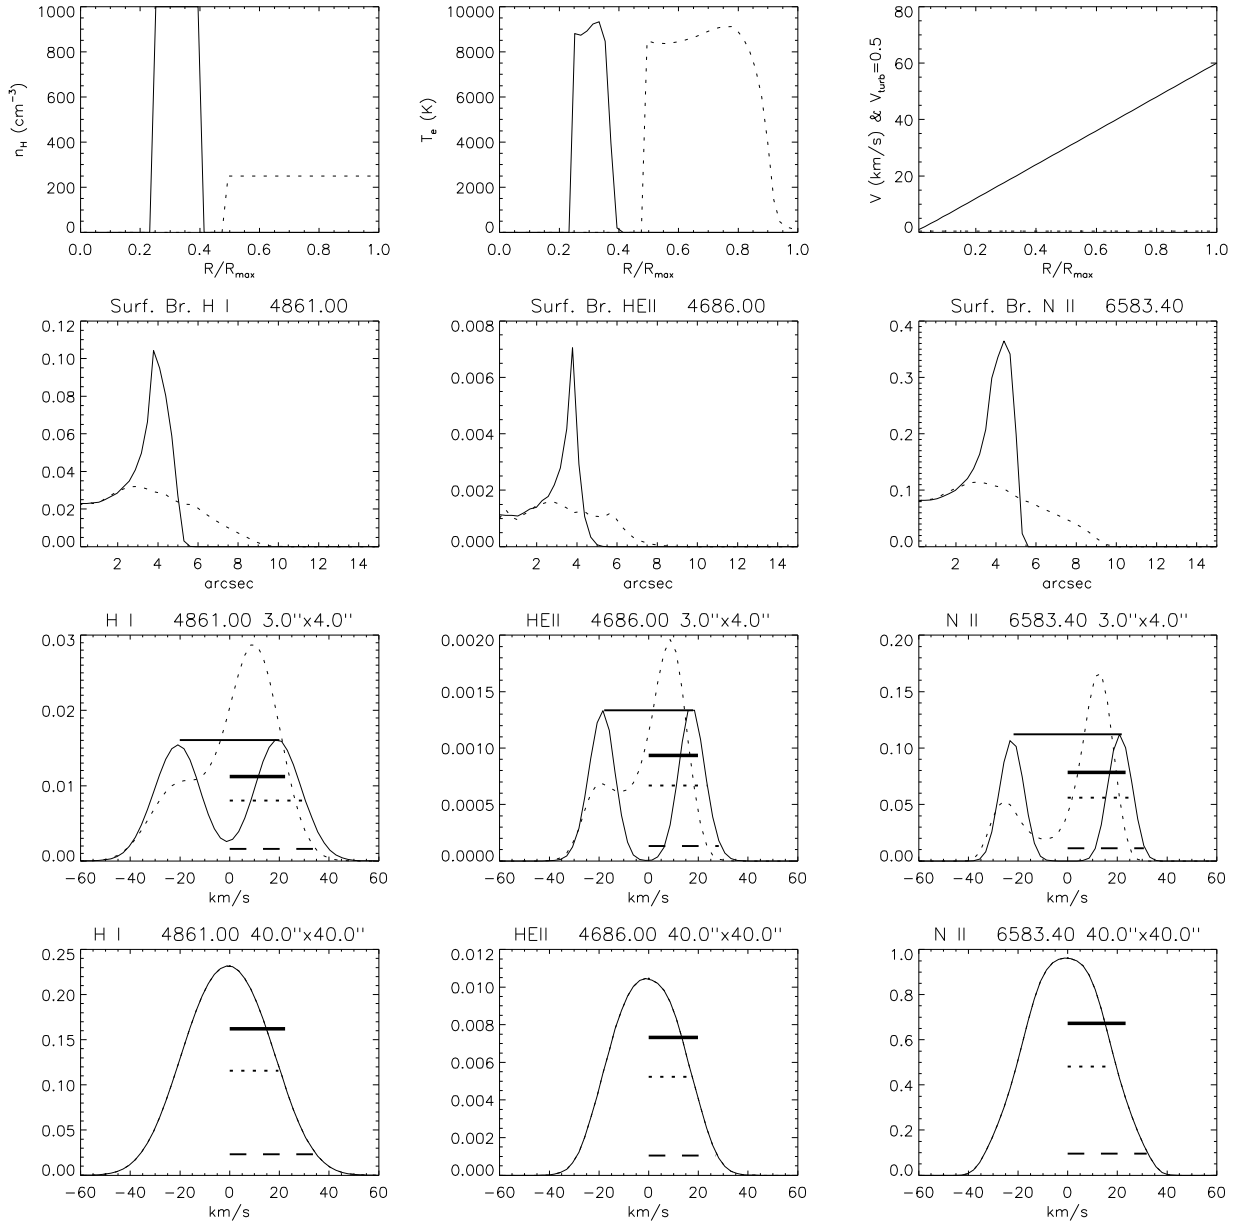 n_H (cm^-3)
1000
800
600
400
200
0
0.0 0.2 0.4 0.6 0.8 1.0
R/R_max
T_e (K)
10000
8000
6000
4000
2000
0
0.0 0.2 0.4 0.6 0.8 1.0
R/R_max
V (km/s) & V_turb=0.5
80
60
40
20
0
0.2 0.4 0.6 0.8 1.0
R/R_max
Surf. Br. H I 4861.00
0.12
0.10
0.08
0.06
0.04
0.02
0.00
2 4 6 8 10 12 14
arcsec
Surf. Br. HEII 4686.00
0.008
0.006
0.004
0.002
0.000
2 4 6 8 10 12 14
arcsec
Surf. Br. N II 6583.40
0.4
0.3
0.2
0.1
0.0
2 4 6 8 10 12 14
arcsec
H I 4861.00 3.0"x4.0"
0.03
0.02
0.01
0.00
-60 -40 -20 0 20 40 60
km/s
HEII 4686.00 3.0"x4.0"
0.0020
0.0015
0.0010
0.0005
0.0000
-60 -40 -20 0 20 40 60
km/s
N II 6583.40 3.0"x4.0"
0.20
0.15
0.10
0.05
0.00
-60 -40 -20 0 20 40 60
km/s
H I 4861.00 40.0"x40.0"
0.25
0.20
0.15
0.10
0.05
0.00
-60 -40 -20 0 20 40 60
km/s
HEII 4686.00 40.0"x40.0"
0.012
0.010
0.008
0.006
0.004
0.002
0.000
-60 -40 -20 0 20 40 60
km/s
N II 6583.40 40.0"x40.0"
1.0
0.8
0.6
0.4
0.2
0.0
-60 -40 -20 0 20 40 60
km/s